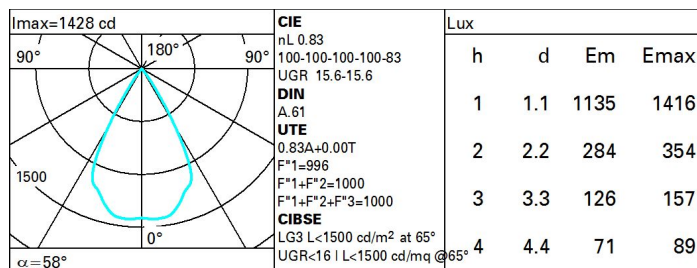 Imax=1428 cd
90°
180°
90°
1500
0°
α=58°
CIE
nL 0.83
100-100-100-100-83
UGR 15.6-15.6
DIN
A.61
UTE
0.83A+0.00T
F"1=996
F"1+F"2=1000
F"1+F"2+F"3=1000
CIBSE
LG3 L<1500 cd/m² at 65°
UGR<16 | L<1500 cd/mq @65°
Lux
h d Em Emax
1 1.1 1135 1416
2 2.2 284 354
3 3.3 126 157
4 4.4 71 89